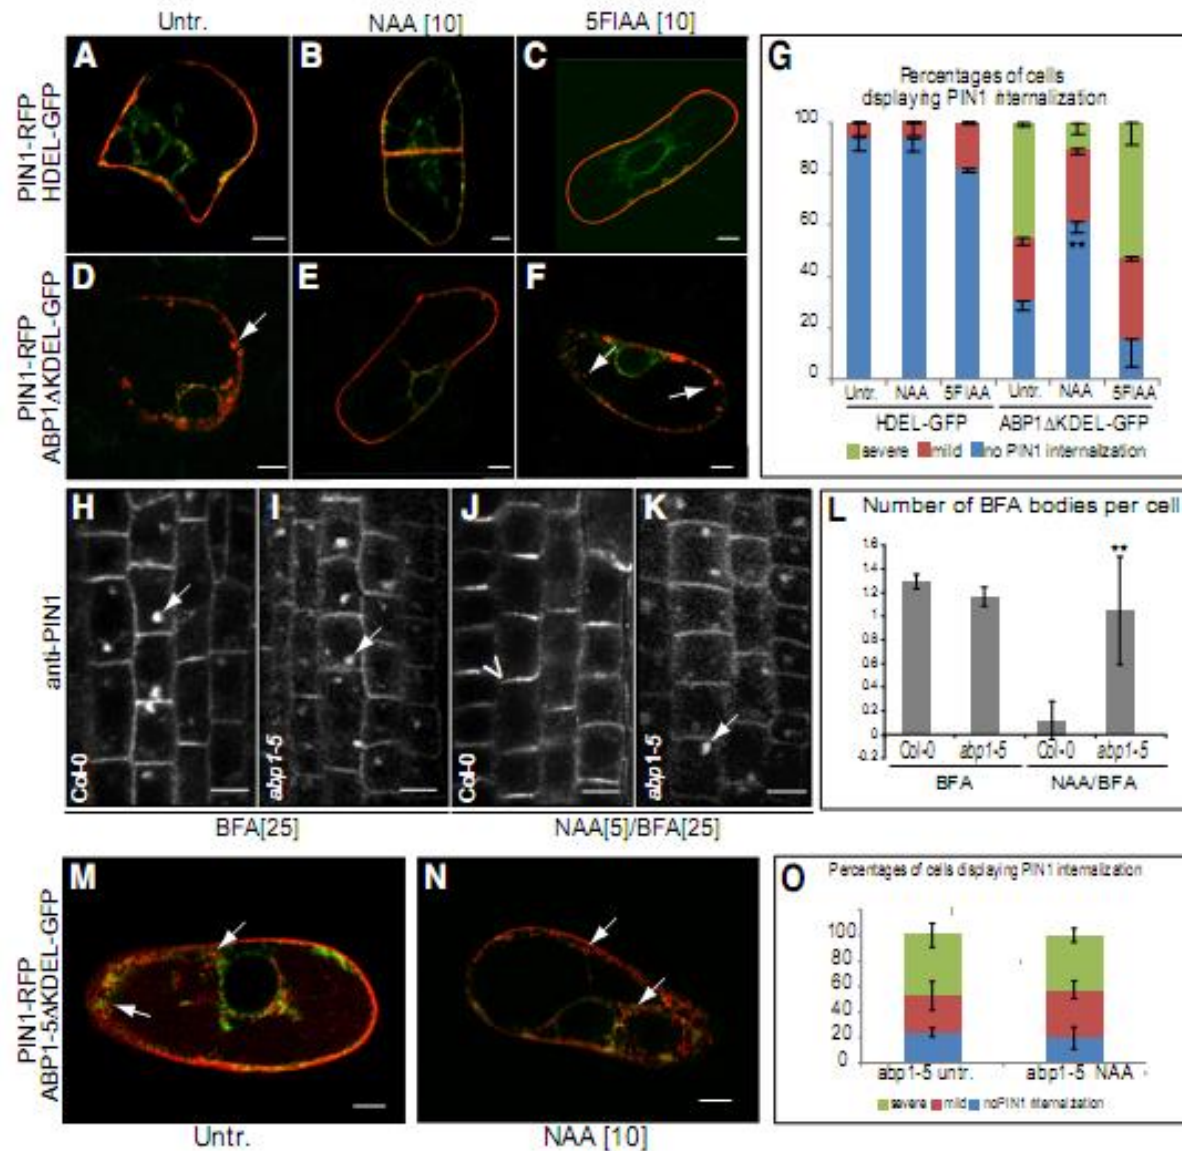 Untr. NAA [10] 5FIAA [10]
PIN1-RFP
HDEL-GFP
A B C
PIN1-RFP
ABP1ΔKDEL-GFP
D E F
G
Percentages of cells
displaying PIN1 internalization
100
80
60
40
20
0
**
Untr. NAA 5FIAA Untr. NAA 5FIAA
HDEL-GFP ABP1ΔKDEL-GFP
severe mild no PIN1 internalization
anti-PIN1
H I J K
Col-0 abp1-5 Col-0 abp1-5
BFA[25] NAA[5]/BFA[25]
L Number of BFA bodies per cell
1.6
1.4
1.2
1
0.8
0.6
0.4
0.2
0
-0.2
**
Col-0 abp1-5 Col-0 abp1-5
BFA NAA/BFA
PIN1-RFP
ABP1-5ΔKDEL-GFP
M N
Untr. NAA [10]
O Percentages of cells displaying PIN1 internalization
100
80
60
40
20
0
abp1-5 untr. abp1-5 NAA
severe mild noPIN1 internalization